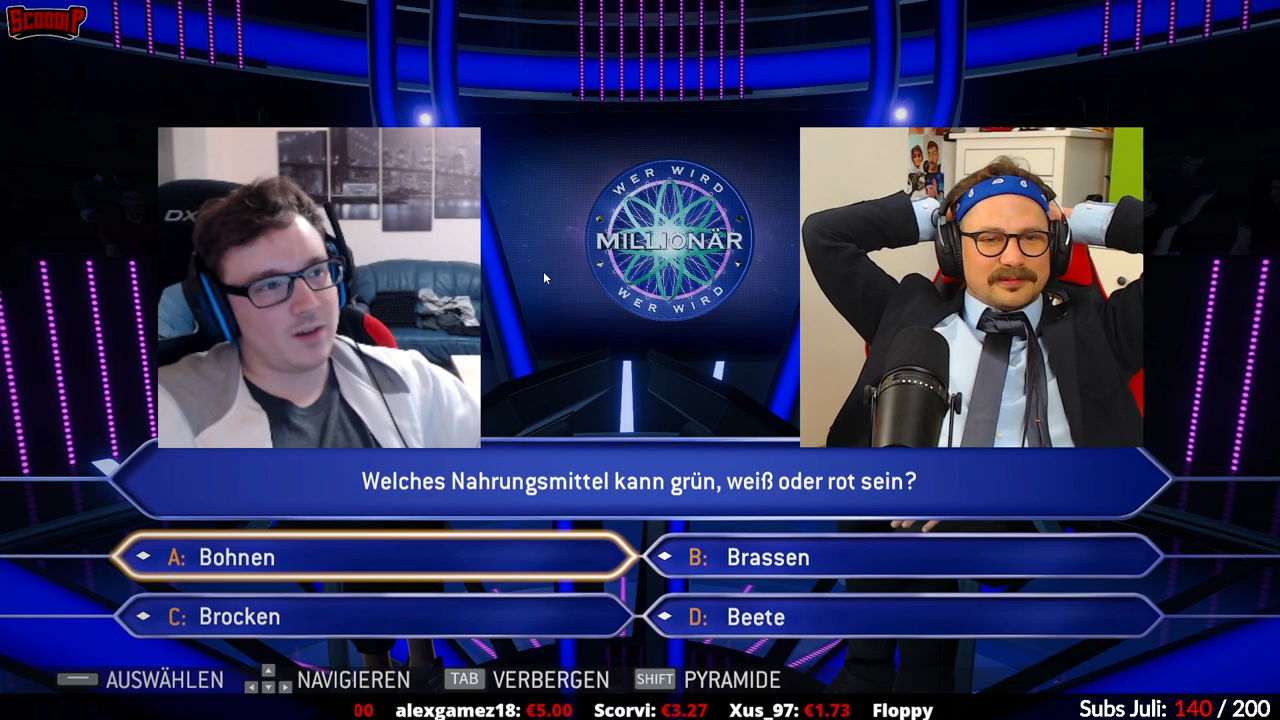 SCOOOIP
DX
WER WIRD
MILLIONÄR
WER WIRD
Welches Nahrungsmittel kann grün, weiß oder rot sein?
A: Bohnen
B: Brassen
C: Brocken
D: Beete
AUSWÄHLEN NAVIGIEREN TAB VERBERGEN SHIFT PYRAMIDE
00 alexgamez18: €5.00 Scorvi: €3.27 Xus_97: €1.73 Floppy
Subs Juli: 140 / 200